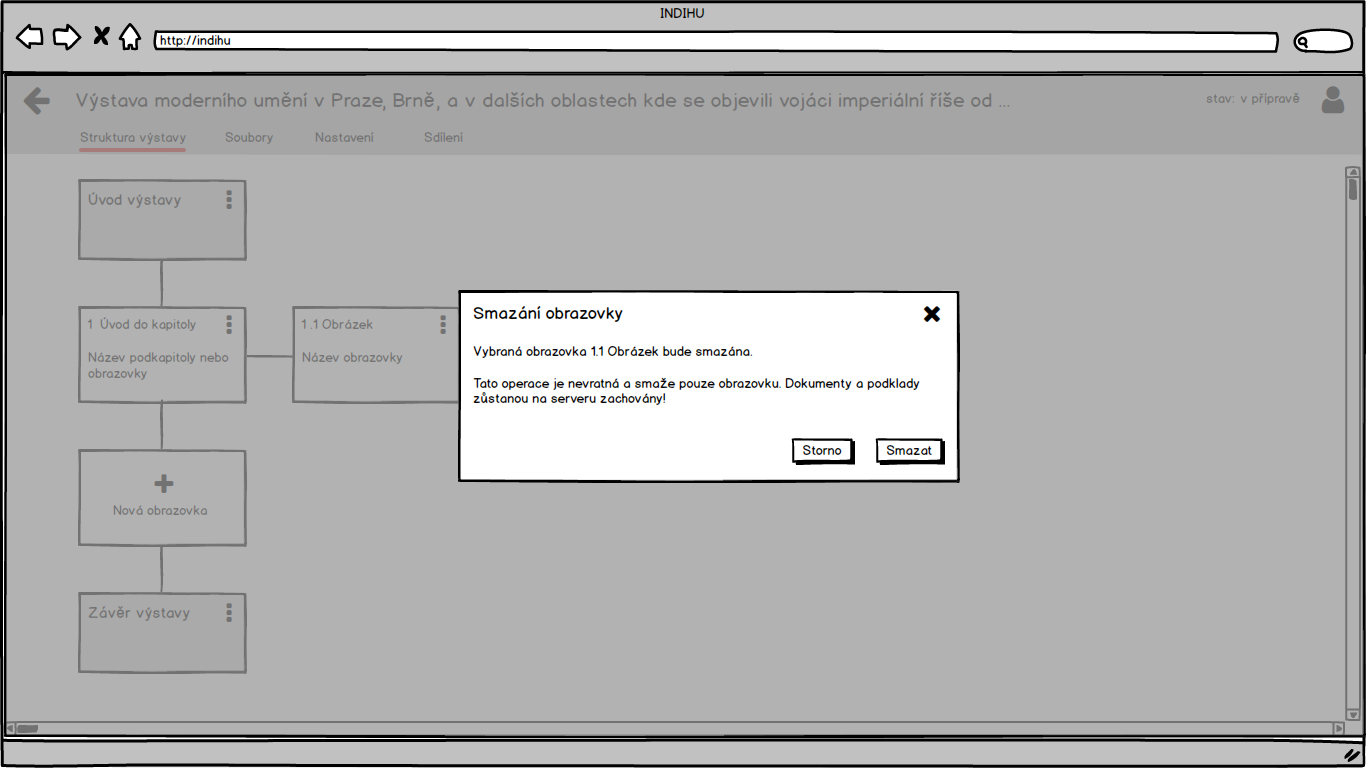 INDIHU
http://indihu
Výstava moderního umění v Praze, Brně, a v dalších oblastech kde se objevili vojáci imperiální říše od ...
stav: v přípravě
Struktura výstavy
Soubory
Nastavení
Sdílení
Úvod výstavy
1 Úvod do kapitoly
Název podkapitoly nebo
obrazovky
1.1 Obrázek
Název obrazovky
Nová obrazovka
Závěr výstavy
Smazání obrazovky
Vybraná obrazovka 1.1 Obrázek bude smazána.
Tato operace je nevratná a smaže pouze obrazovku. Dokumenty a podklady
zůstanou na serveru zachovány!
Storno
Smazat